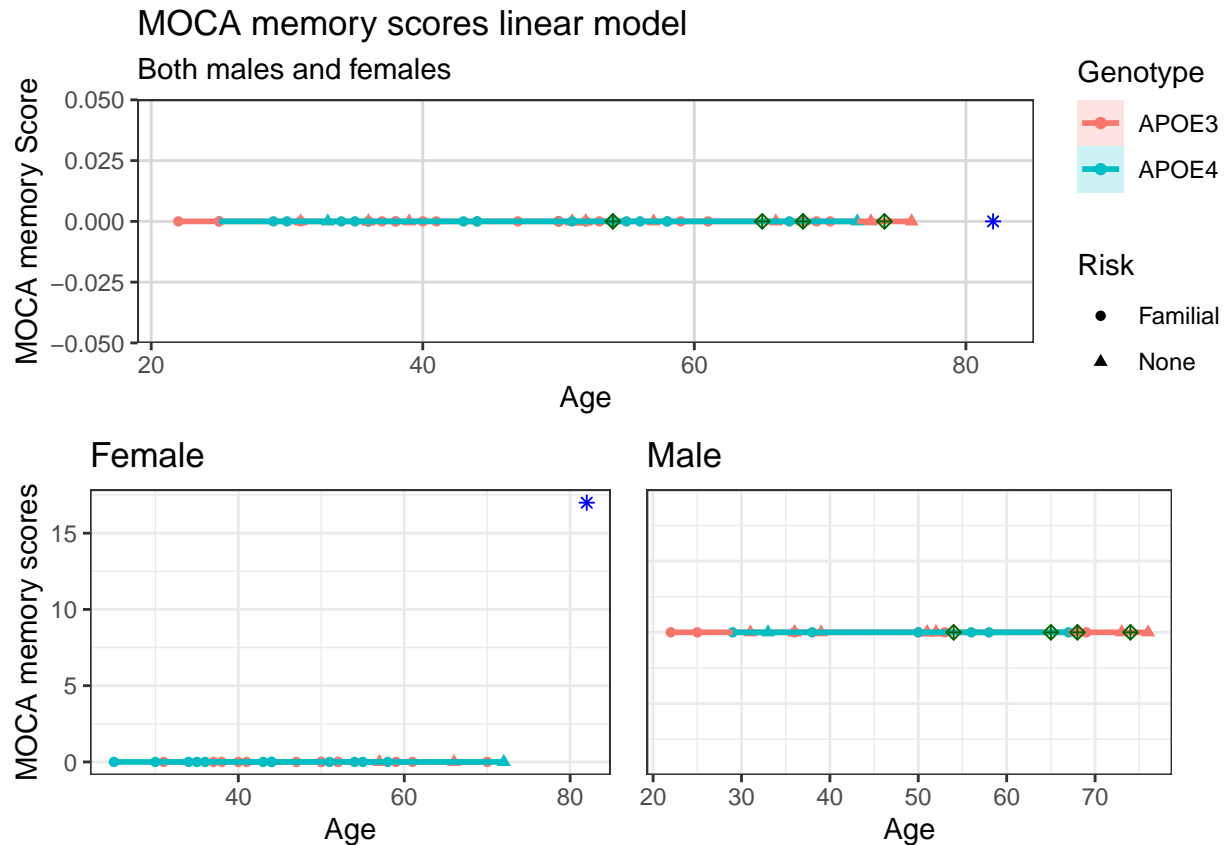 MOCA memory scores linear model
Both males and females
MOCA memory Score
0.050
0.025
0.000
−0.025
−0.050
20 40 60 80
Age
Genotype
APOE3
APOE4
Risk
Familial
None
Female
MOCA memory scores
15
10
5
0
40 60 80
Age
Male
20 30 40 50 60 70
Age